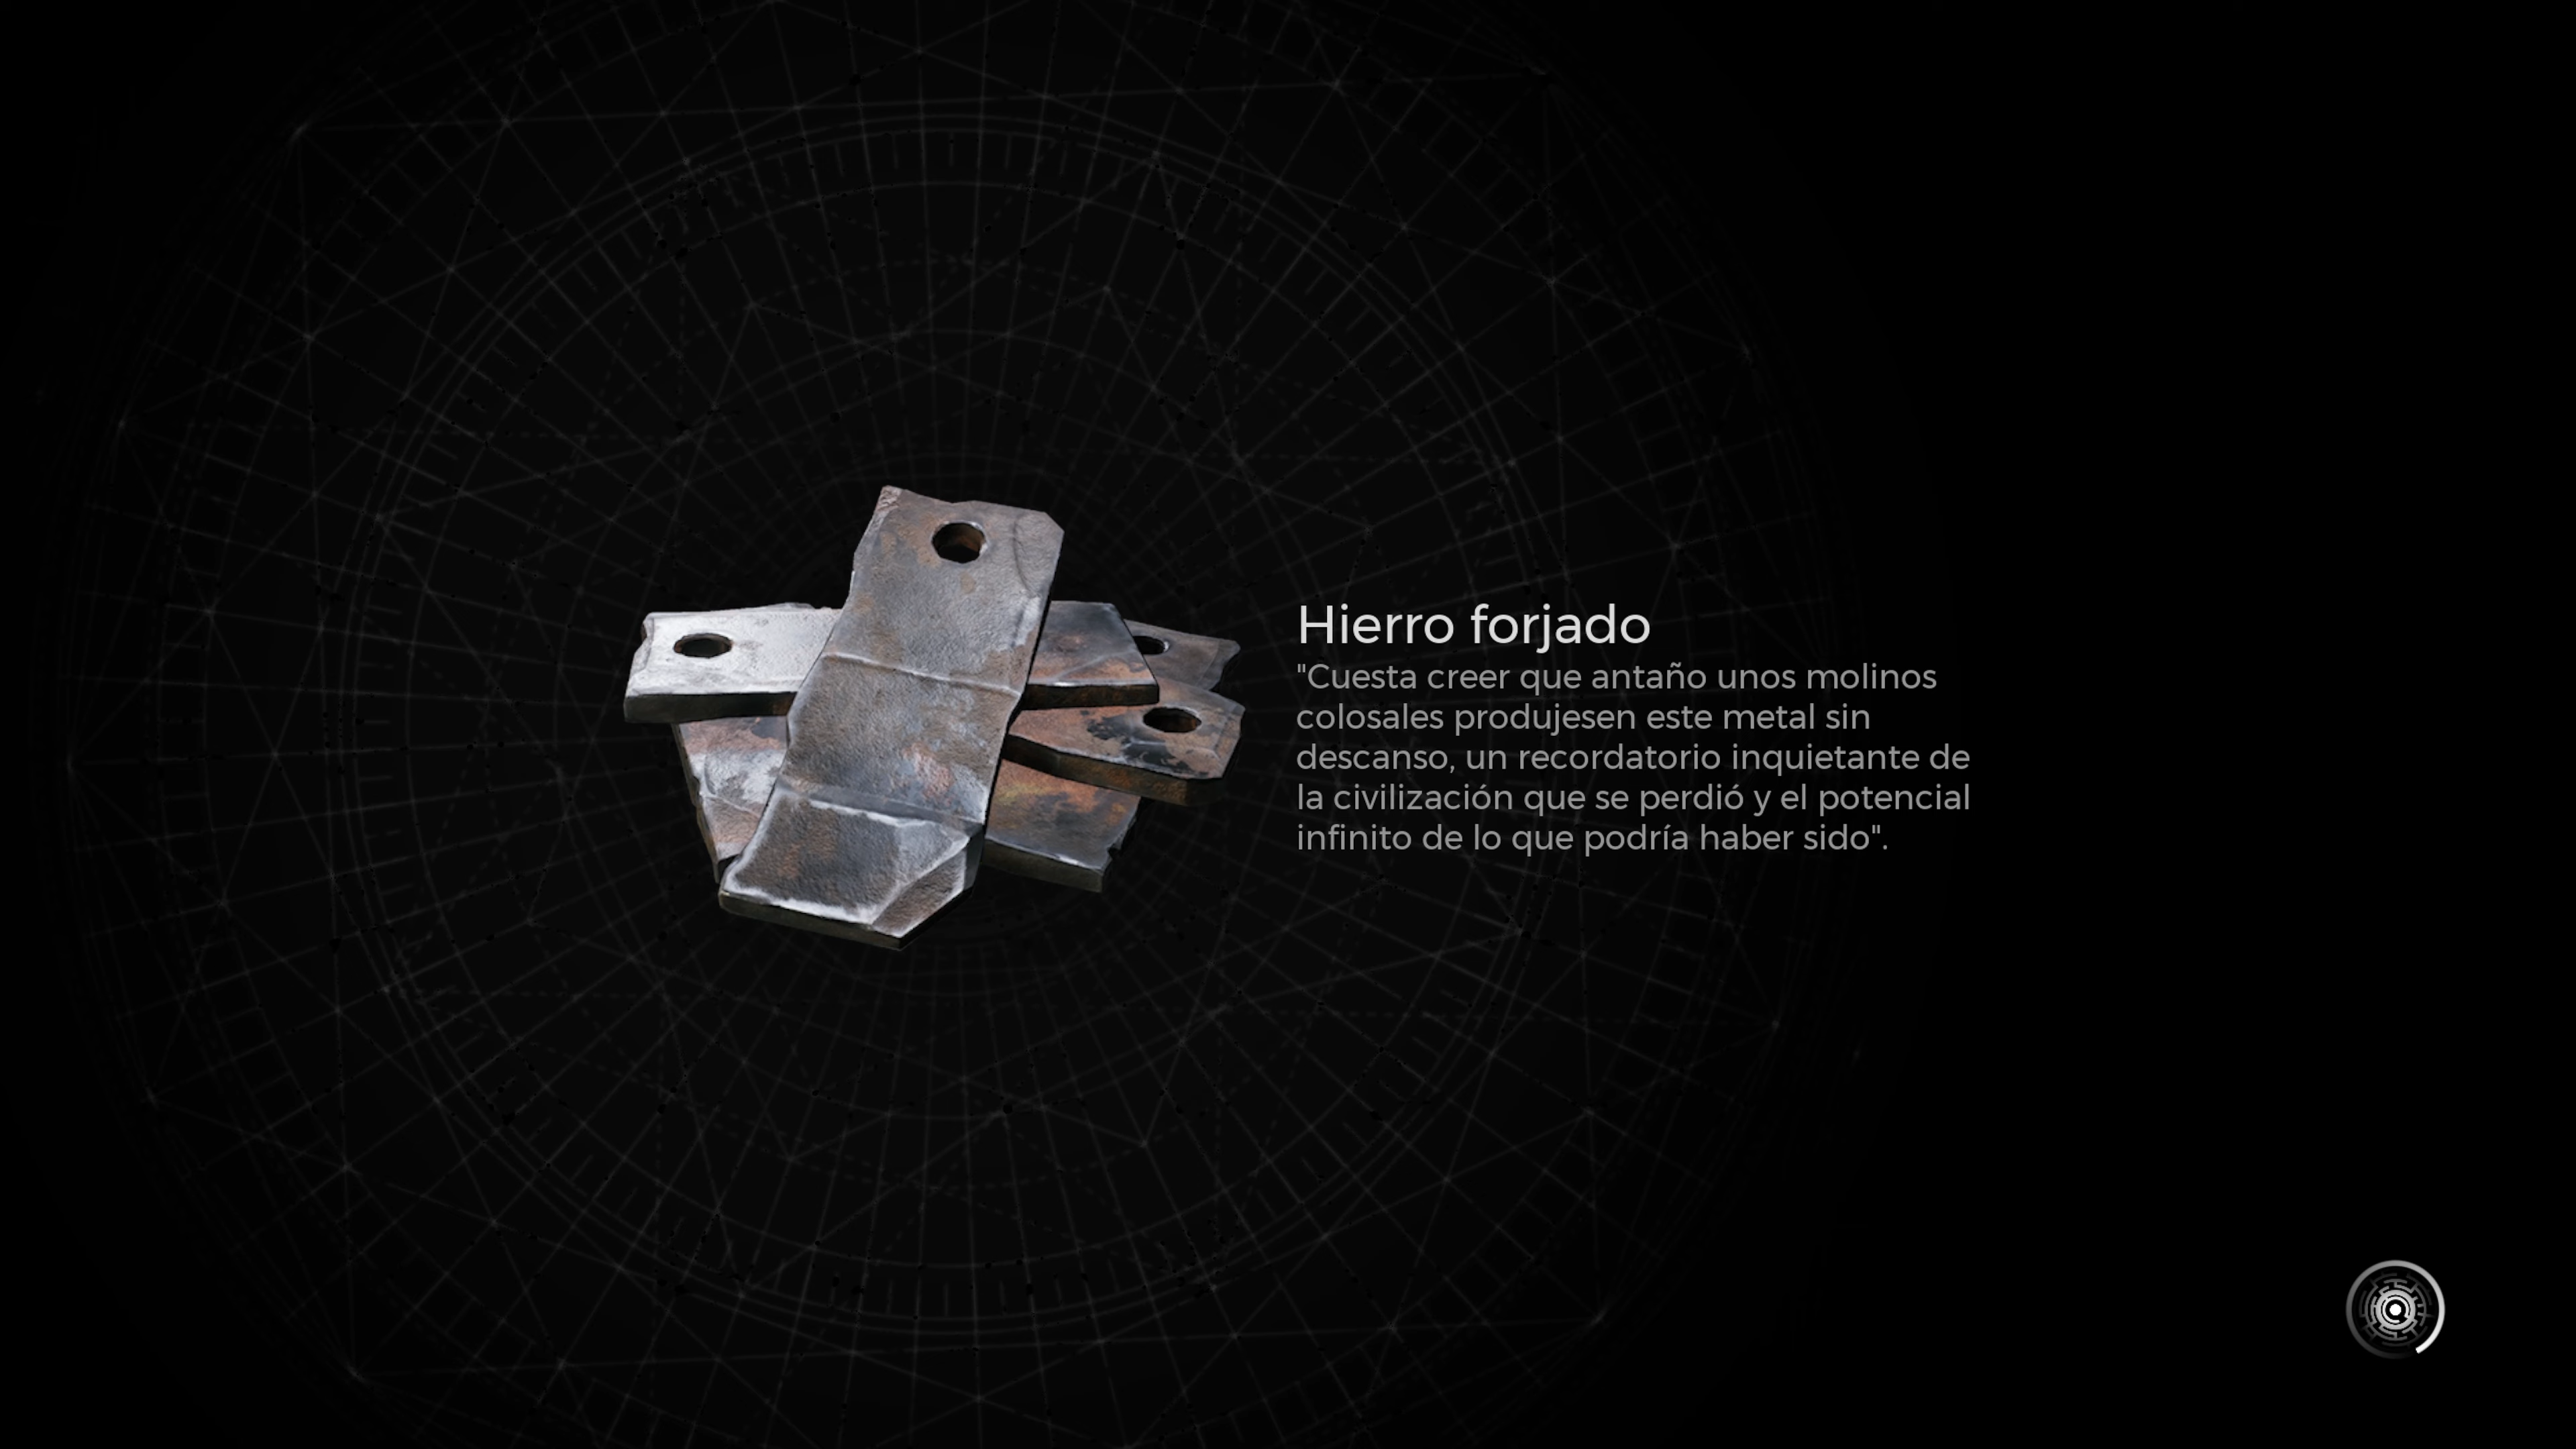 Hierro forjado
"Cuesta creer que antaño unos molinos
colosales produjesen este metal sin
descanso, un recordatorio inquietante de
la civilización que se perdió y el potencial
infinito de lo que podría haber sido".